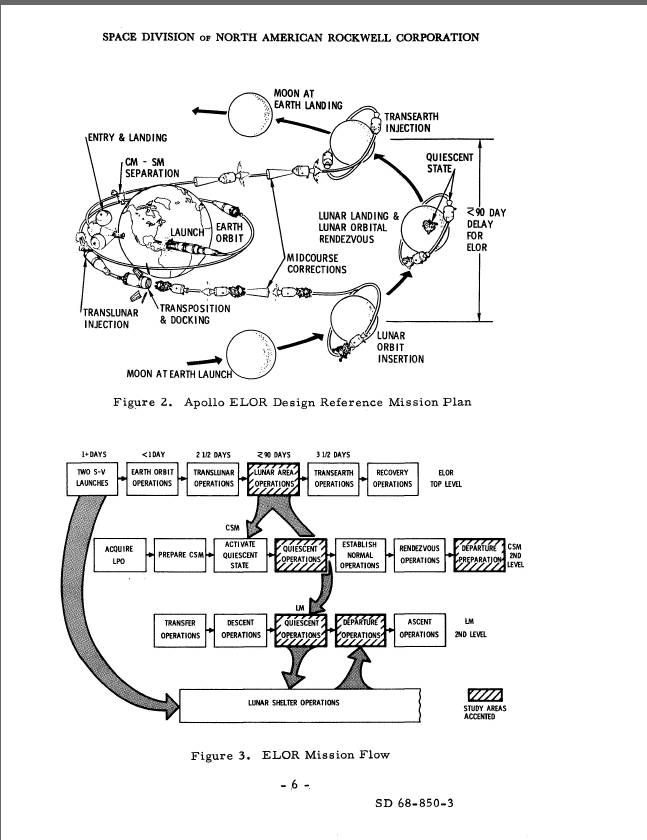 SPACE DIVISION OF NORTH AMERICAN ROCKWELL CORPORATION
MOON AT
EARTH LANDING
TRANSEARTH
INJECTION
ENTRY & LANDING
CM - SM
SEPARATION
QUIESCENT
STATE
LAUNCH
EARTH
ORBIT
LUNAR LANDING &
LUNAR ORBITAL
RENDEZVOUS
≥90 DAY
DELAY
FOR
ELOR
MIDCOURSE
CORRECTIONS
TRANSLUNAR
INJECTION
TRANSPOSITION
& DOCKING
LUNAR
ORBIT
INSERTION
MOON AT EARTH LAUNCH
Figure 2. Apollo ELOR Design Reference Mission Plan
1+ DAYS
<1 DAY
2 1/2 DAYS
≥90 DAYS
3 1/2 DAYS
TWO S-V
LAUNCHES
EARTH ORBIT
OPERATIONS
TRANSLUNAR
OPERATIONS
LUNAR AREA
OPERATIONS
TRANSEARTH
OPERATIONS
RECOVERY
OPERATIONS
ELOR
TOP LEVEL
CSM
ACQUIRE
LPO
PREPARE CSM
ACTIVATE
QUIESCENT
STATE
QUIESCENT
OPERATIONS
ESTABLISH
NORMAL
OPERATIONS
RENDEZVOUS
OPERATIONS
DEPARTURE
PREPARATION
CSM
2ND
LEVEL
LM
TRANSFER
OPERATIONS
DESCENT
OPERATIONS
QUIESCENT
OPERATIONS
DEPARTURE
OPERATIONS
ASCENT
OPERATIONS
LM
2ND LEVEL
LUNAR SHELTER OPERATIONS
STUDY AREAS
ACCENTED
Figure 3. ELOR Mission Flow
- 6 -
SD 68-850-3